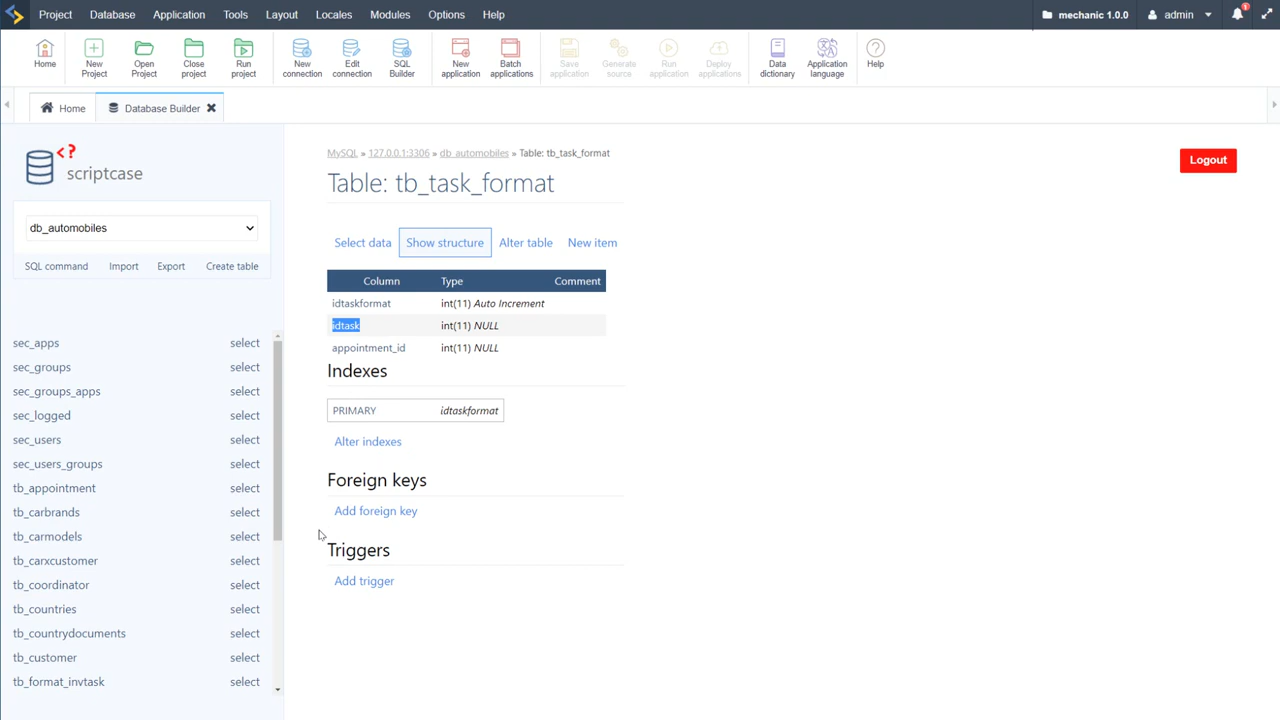 Project Database Application Tools Layout Locales Modules Options Help mechanic 1.0.0 admin 1
Home New Project Open Project Close project Run project New connection Edit connection SQL Builder New application Batch applications Save application Generate source Run application Deploy applications Data dictionary Application language Help
Home Database Builder
<? scriptcase
db_automobiles
SQL command Import Export Create table
sec_apps select
sec_groups select
sec_groups_apps select
sec_logged select
sec_users select
sec_users_groups select
tb_appointment select
tb_carbrands select
tb_carmodels select
tb_carxcustomer select
tb_coordinator select
tb_countries select
tb_countrydocuments select
tb_customer select
tb_format_invtask select
MySQL » 127.0.0.1:3306 » db_automobiles » Table: tb_task_format
Logout
Table: tb_task_format
Select data Show structure Alter table New item
Column Type Comment
idtaskformat int(11) Auto Increment
idtask int(11) NULL
appointment_id int(11) NULL
Indexes
PRIMARY idtaskformat
Alter indexes
Foreign keys
Add foreign key
Triggers
Add trigger